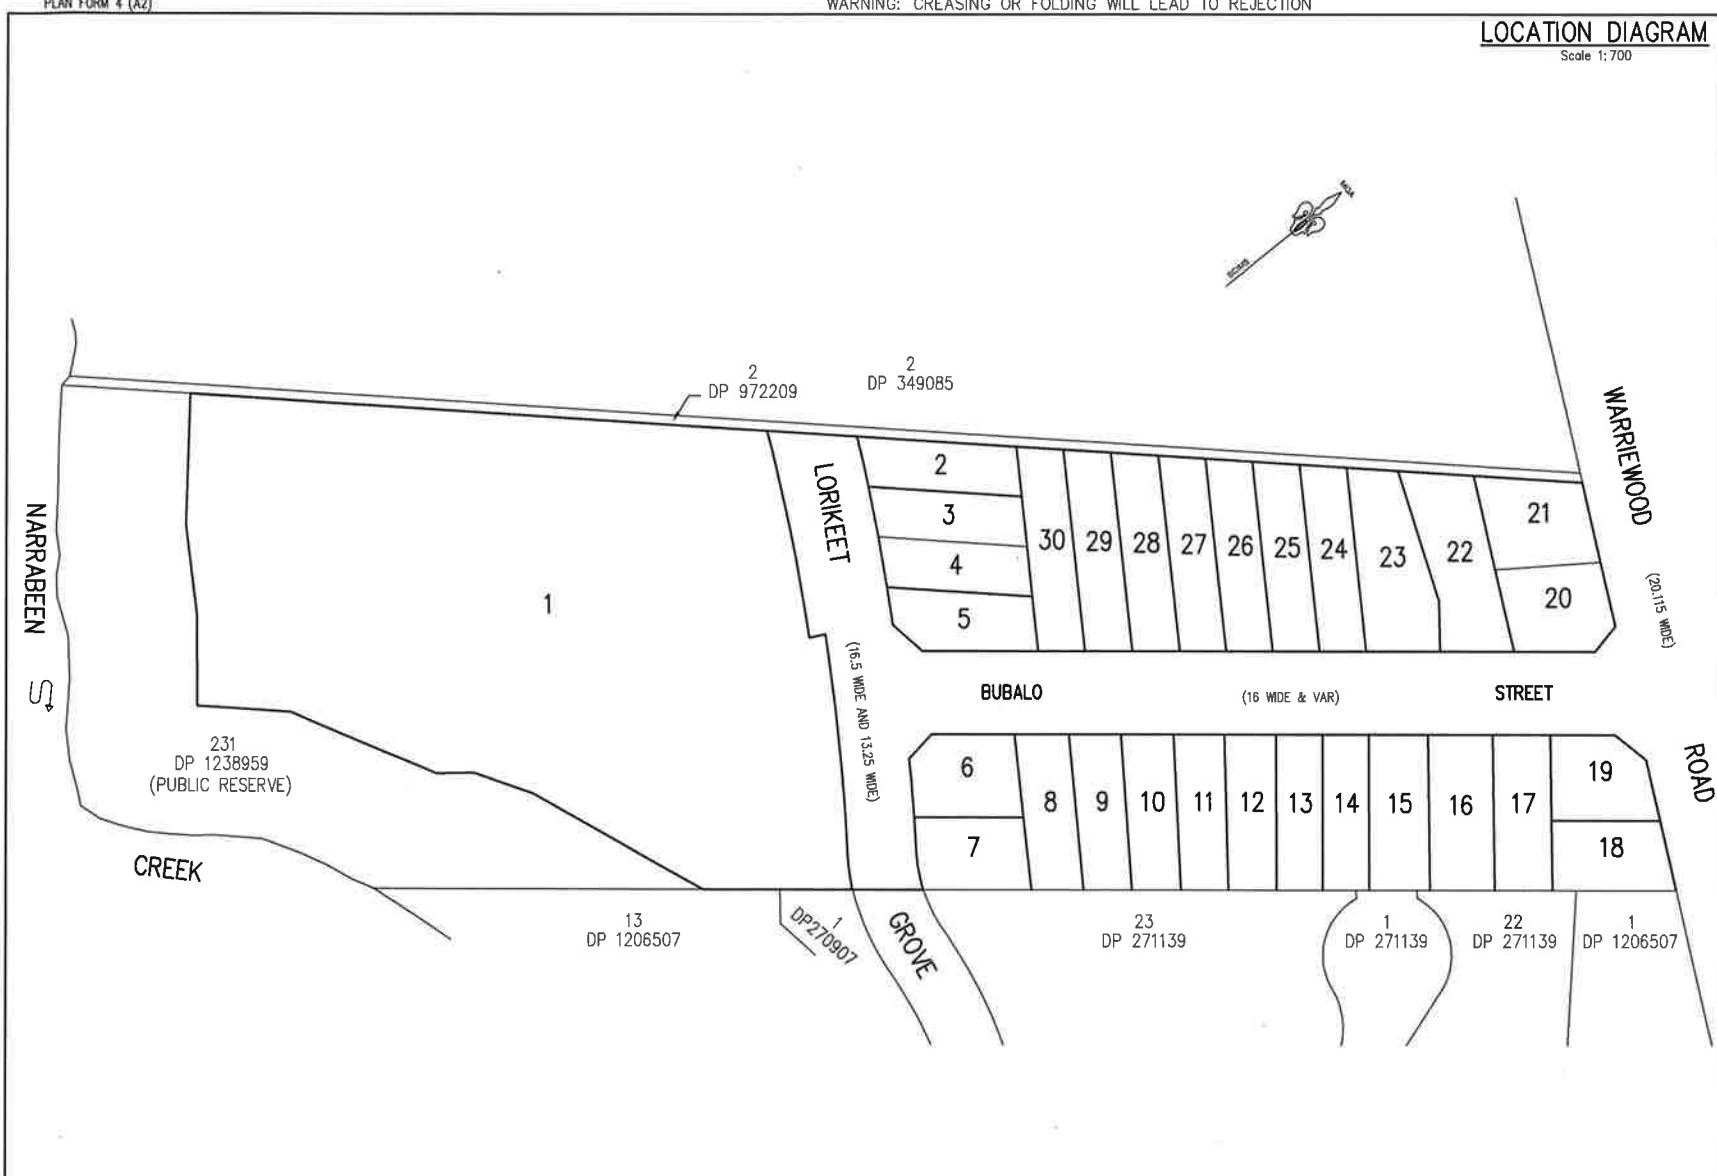 PLAN FORM 4 (A2)
WARNING: CREASING OR FOLDING WILL LEAD TO REJECTION
LOCATION DIAGRAM
Scale 1:700
MGA
2
DP 972209
2
DP 349085
WARRIEWOOD
(20.115 WIDE)
ROAD
NARRABEEN
CREEK
1
LORIKEET
(16.5 WIDE AND 13.25 WIDE)
GROVE
2
3
4
5
30
29
28
27
26
25
24
23
22
21
20
BUBALO
(16 WIDE & VAR)
STREET
231
DP 1238959
(PUBLIC RESERVE)
6
7
8
9
10
11
12
13
14
15
16
17
19
18
13
DP 1206507
1
DP270907
23
DP 271139
1
DP 271139
22
DP 271139
1
DP 1206507